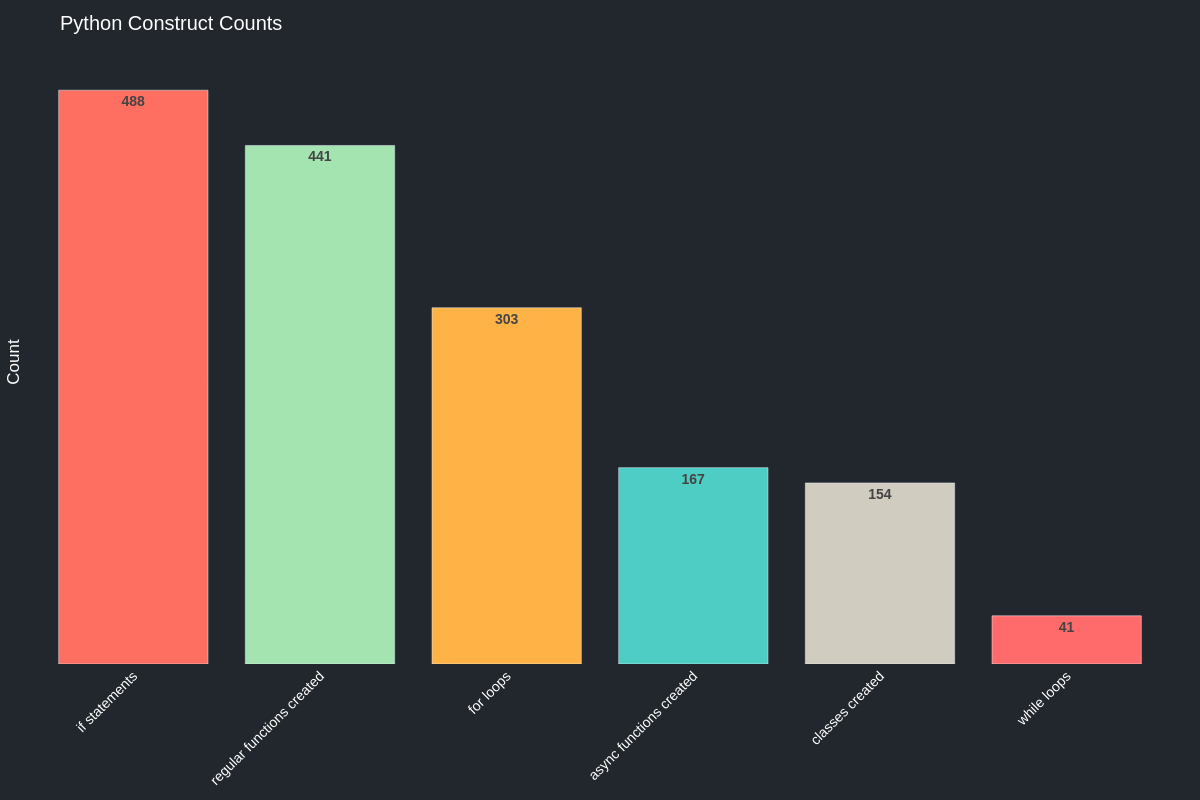 Python Construct Counts
488
441
303
167
154
41
Count
if statements
regular functions created
for loops
async functions created
classes created
while loops